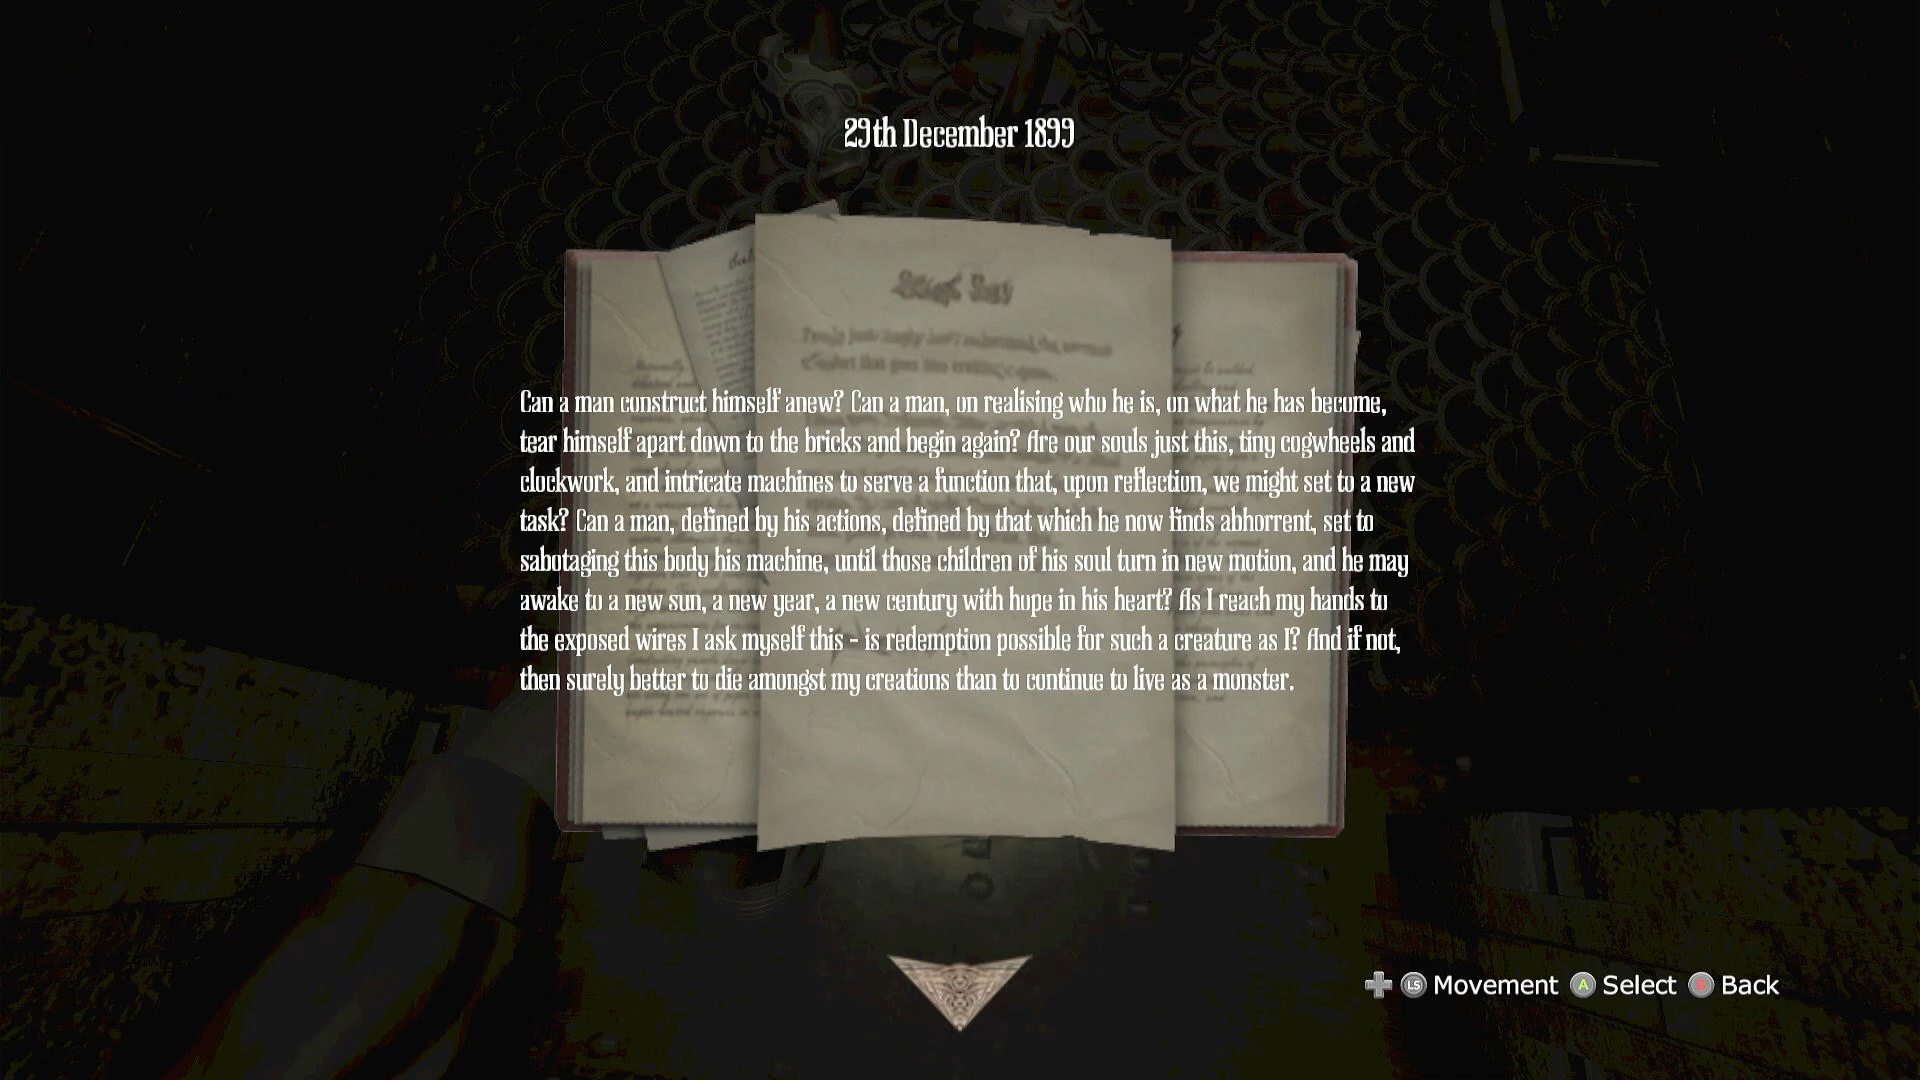 29th December 1899
Can a man construct himself anew? Can a man, on realising who he is, on what he has become,
tear himself apart down to the bricks and begin again? Are our souls just this, tiny cogwheels and
clockwork, and intricate machines to serve a function that, upon reflection, we might set to a new
task? Can a man, defined by his actions, defined by that which he now finds abhorrent, set to
sabotaging this body his machine, until those children of his soul turn in new motion, and he may
awake to a new sun, a new year, a new century with hope in his heart? As I reach my hands to
the exposed wires I ask myself this - is redemption possible for such a creature as I? And if not,
then surely better to die amongst my creations than to continue to live as a monster.
LS Movement A Select B Back